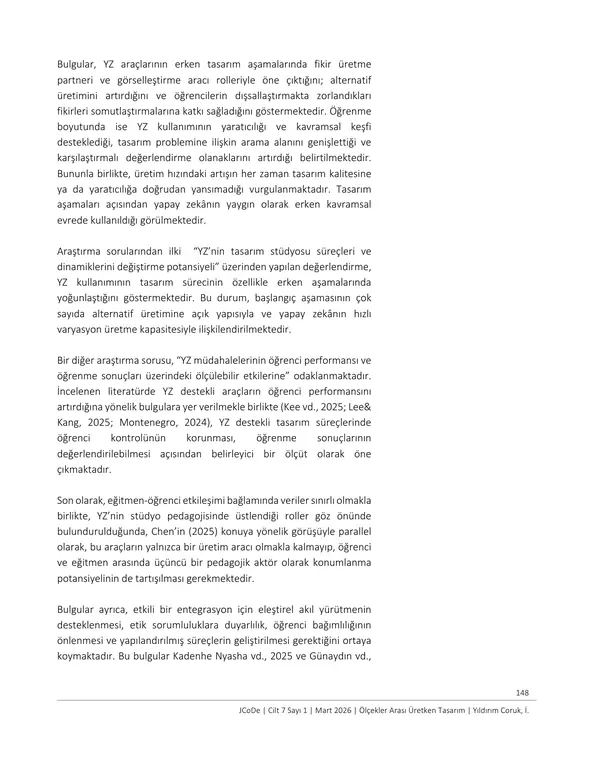 Bulgular, YZ araçlarının erken tasarım aşamalarında fikir üretme
partneri ve görselleştirme aracı rolleriyle öne çıktığını; alternatif
üretimini artırdığını ve öğrencilerin dışsallaştırmakta zorlandıkları
fikirleri somutlaştırmalarına katkı sağladığını göstermektedir. Öğrenme
boyutunda ise YZ kullanımının yaratıcılığı ve kavramsal keşfi
desteklediği, tasarım problemine ilişkin arama alanını genişlettiği ve
karşılaştırmalı değerlendirme olanaklarını artırdığı belirtilmektedir.
Bununla birlikte, üretim hızındaki artışın her zaman tasarım kalitesine
ya da yaratıcılığa doğrudan yansımadığı vurgulanmaktadır. Tasarım
aşamaları açısından yapay zekânın yaygın olarak erken kavramsal
evrede kullanıldığı görülmektedir.
Araştırma sorularından ilki “YZ’nin tasarım stüdyosu süreçleri ve
dinamiklerini değiştirme potansiyeli” üzerinden yapılan değerlendirme,
YZ kullanımının tasarım sürecinin özellikle erken aşamalarında
yoğunlaştığını göstermektedir. Bu durum, başlangıç aşamasının çok
sayıda alternatif üretimine açık yapısıyla ve yapay zekânın hızlı
varyasyon üretme kapasitesiyle ilişkilendirilmektedir.
Bir diğer araştırma sorusu, “YZ müdahalelerinin öğrenci performansı ve
öğrenme sonuçları üzerindeki ölçülebilir etkilerine” odaklanmaktadır.
İncelenen literatürde YZ destekli araçların öğrenci performansını
artırdığına yönelik bulgulara yer verilmekle birlikte (Kee vd., 2025; Lee&
Kang, 2025; Montenegro, 2024), YZ destekli tasarım süreçlerinde
öğrenci kontrolünün korunması, öğrenme sonuçlarının
değerlendirilebilmesi açısından belirleyici bir ölçüt olarak öne
çıkmaktadır.
Son olarak, eğitmen-öğrenci etkileşimi bağlamında veriler sınırlı olmakla
birlikte, YZ’nin stüdyo pedagojisinde üstlendiği roller göz önünde
bulundurulduğunda, Chen’in (2025) konuya yönelik görüşüyle paralel
olarak, bu araçların yalnızca bir üretim aracı olmakla kalmayıp, öğrenci
ve eğitmen arasında üçüncü bir pedagojik aktör olarak konumlanma
potansiyelinin de tartışılması gerekmektedir.
Bulgular ayrıca, etkili bir entegrasyon için eleştirel akıl yürütmenin
desteklenmesi, etik sorumluluklara duyarlılık, öğrenci bağımlılığının
önlenmesi ve yapılandırılmış süreçlerin geliştirilmesi gerektiğini ortaya
koymaktadır. Bu bulgular Kadenhe Nyasha vd., 2025 ve Günaydın vd.,
148
JCoDe | Cilt 7 Sayı 1 | Mart 2026 | Ölçekler Arası Üretken Tasarım | Yıldırım Coruk, İ.